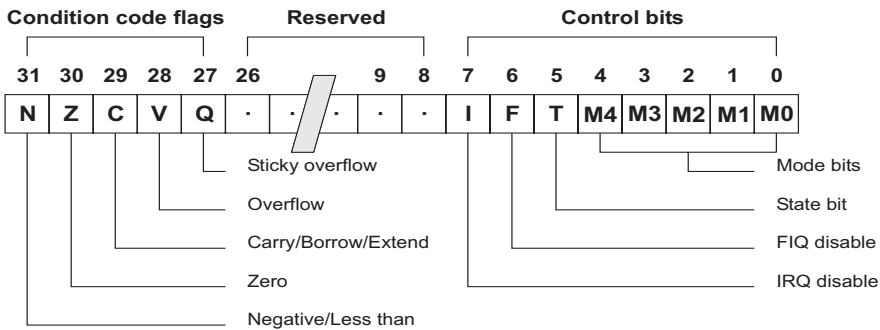 Condition code flags Reserved Control bits
31 30 29 28 27 26 9 8 7 6 5 4 3 2 1 0
N Z C V Q · · · · · I F T M4 M3 M2 M1 M0
Sticky overflow Mode bits
Overflow State bit
Carry/Borrow/Extend FIQ disable
Zero IRQ disable
Negative/Less than